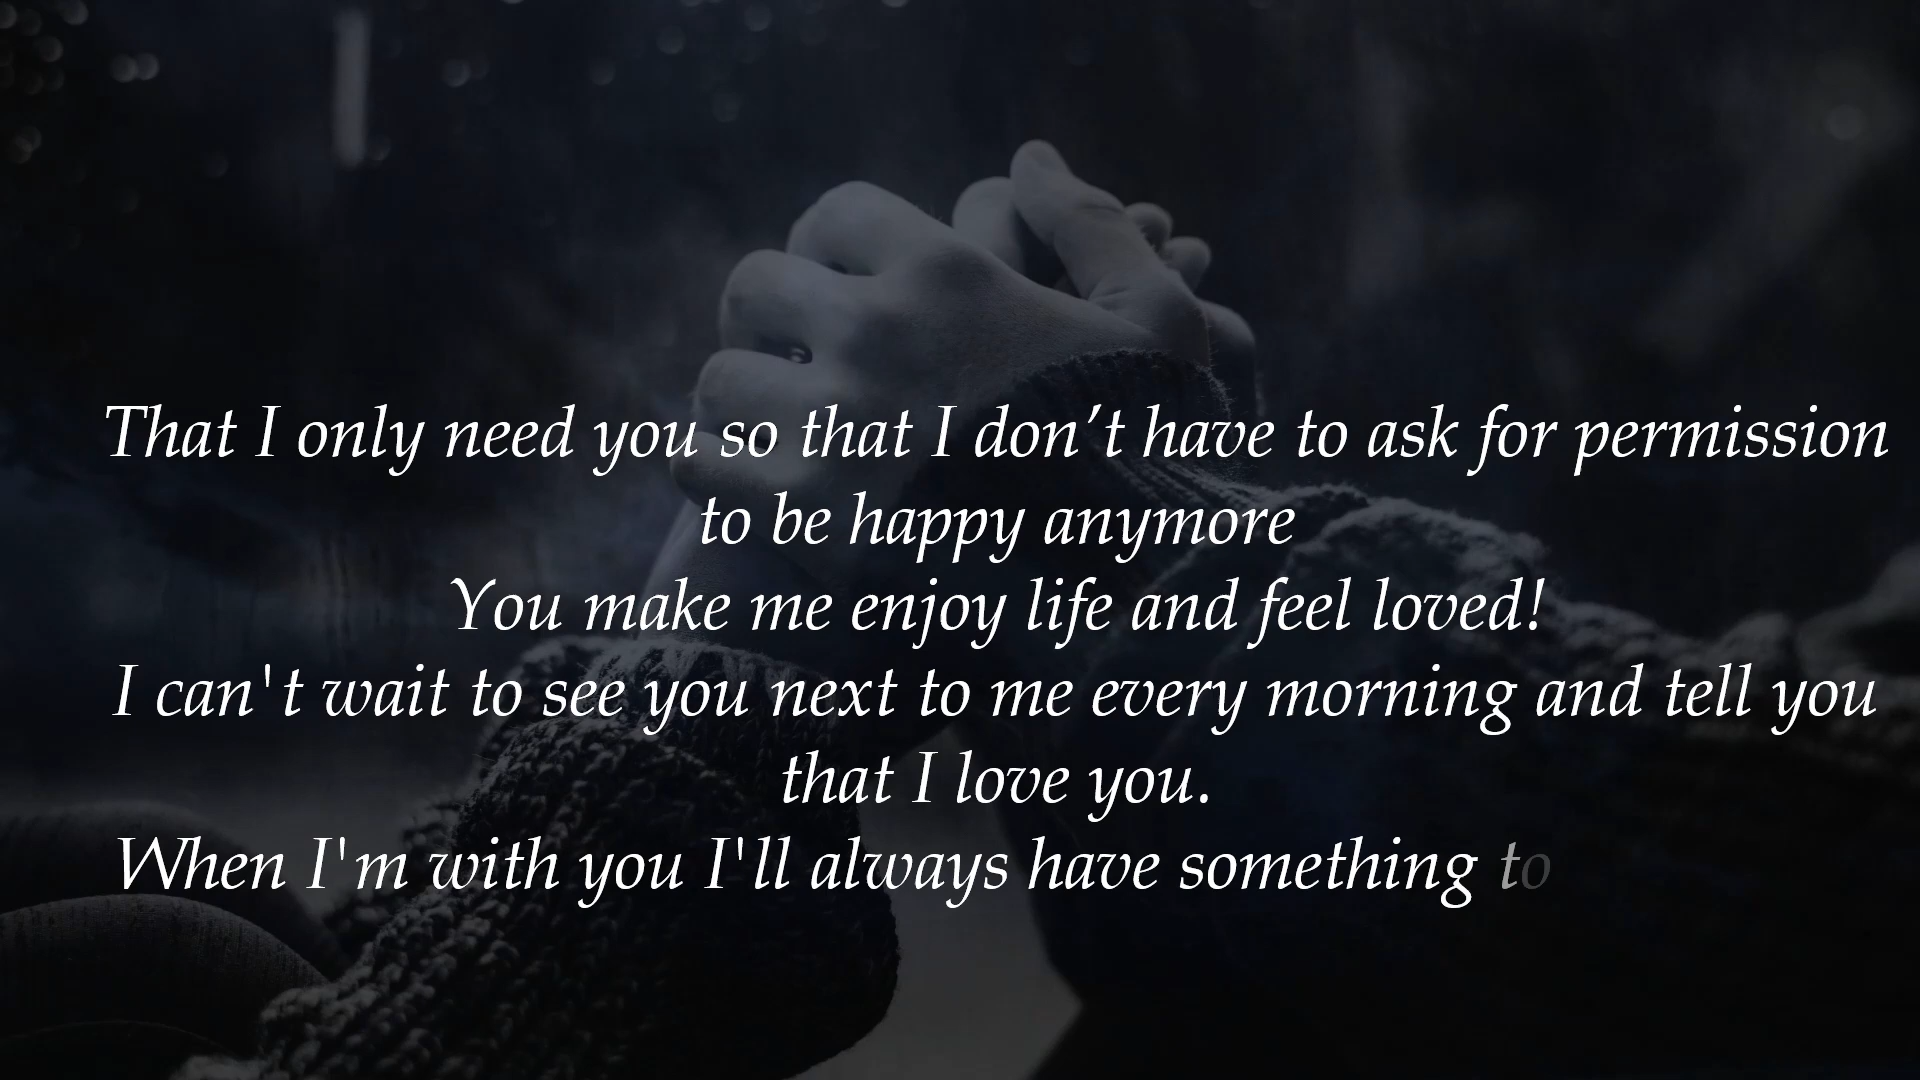 That I only need you so that I don’t have to ask for permission
to be happy anymore
You make me enjoy life and feel loved!
I can't wait to see you next to me every morning and tell you
that I love you.
When I'm with you I'll always have something to